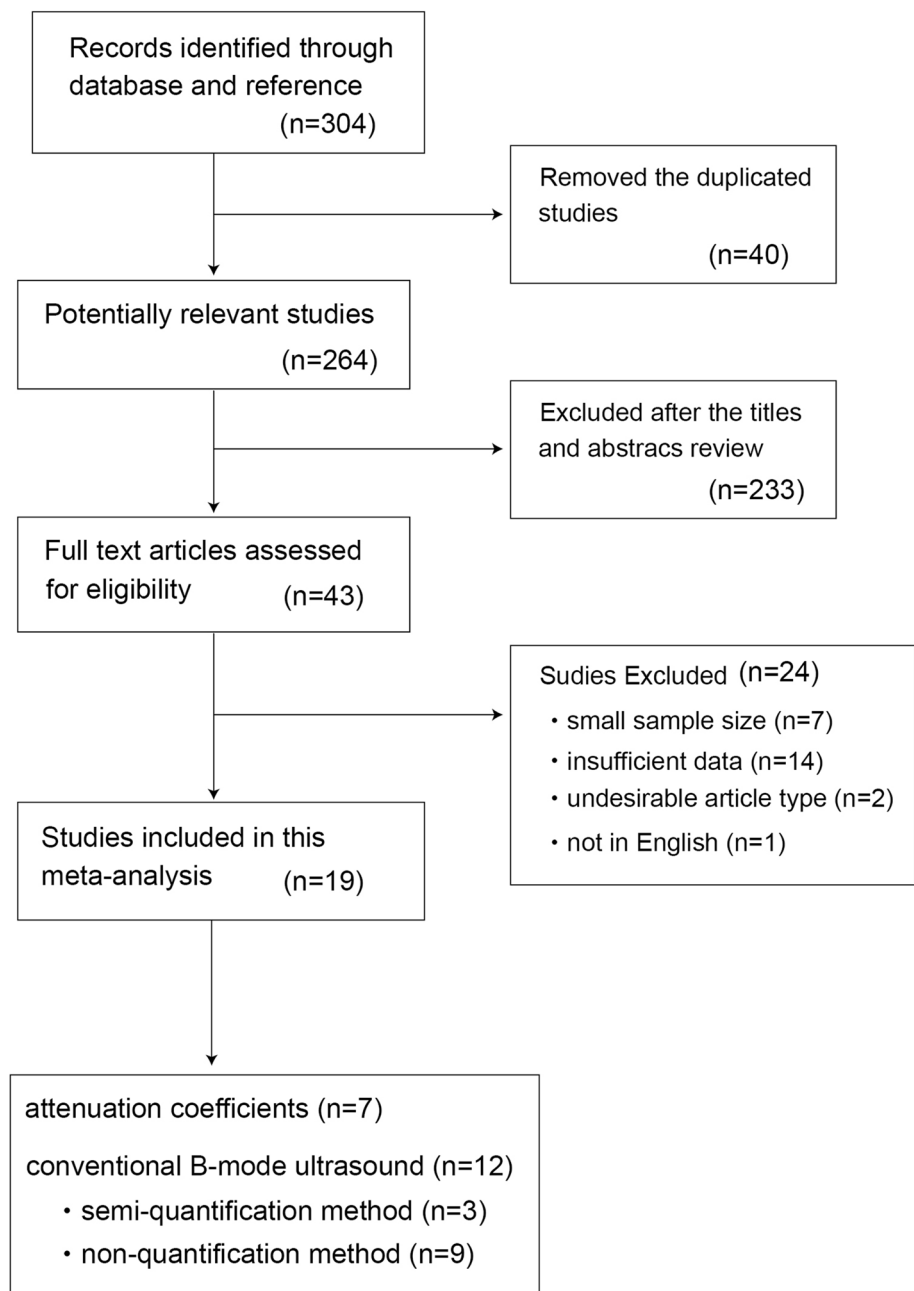 Records identified through
database and reference
(n=304)
Removed the duplicated
studies
(n=40)
Potentially relevant studies
(n=264)
Excluded after the titles
and abstracs review
(n=233)
Full text articles assessed
for eligibility (n=43)
Sudies Excluded (n=24)
・small sample size (n=7)
・insufficient data (n=14)
・undesirable article type (n=2)
・not in English (n=1)
Studies included in this
meta-analysis (n=19)
attenuation coefficients (n=7)
conventional B-mode ultrasound (n=12)
・semi-quantification method (n=3)
・non-quantification method (n=9)